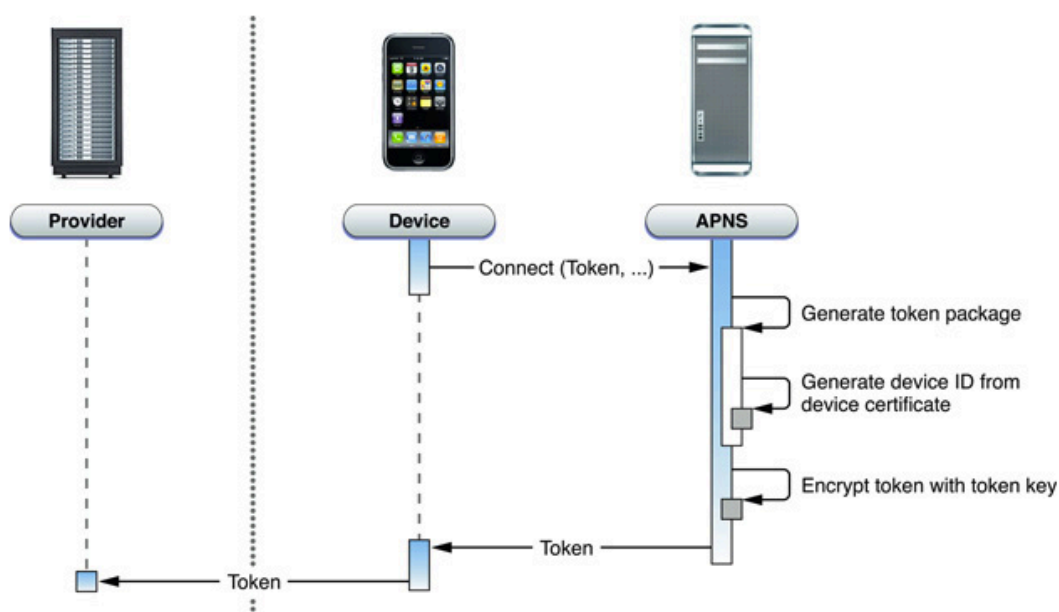 Provider
Device
APNS
Connect (Token, ...)
Generate token package
Generate device ID from
device certificate
Encrypt token with token key
Token
Token